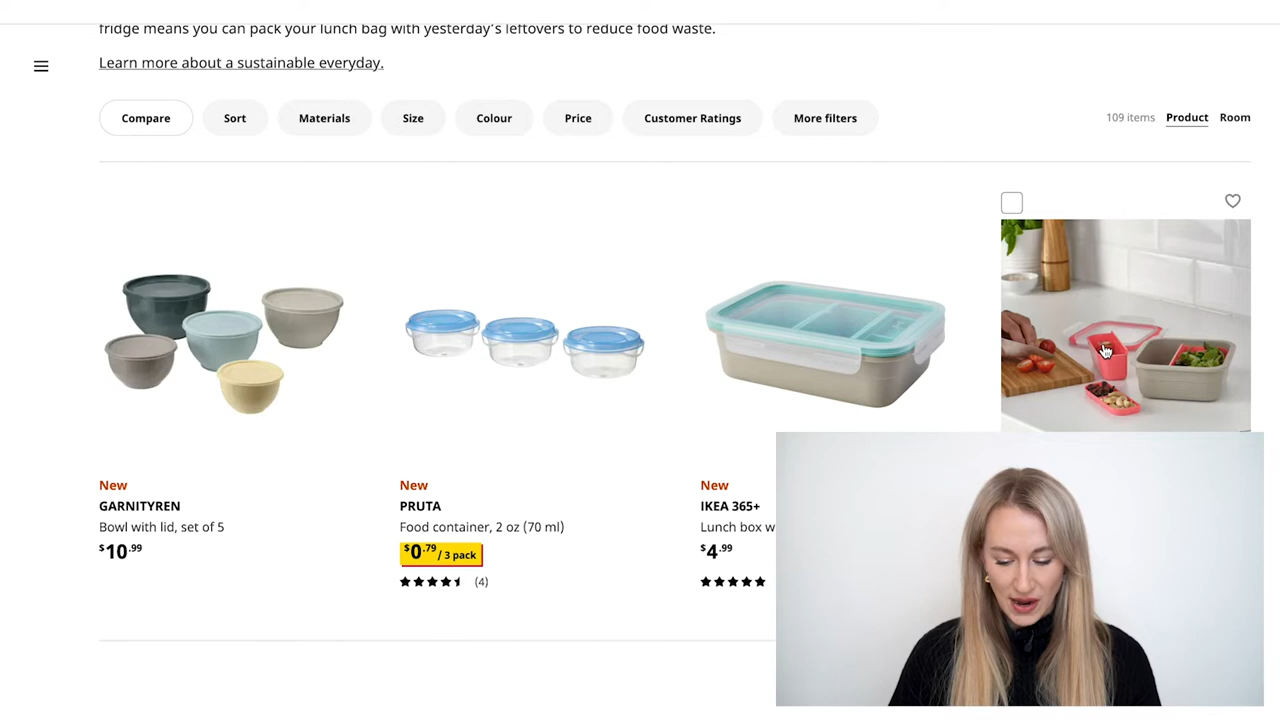 fridge means you can pack your lunch bag with yesterday's leftovers to reduce food waste.
Learn more about a sustainable everyday.
Compare
Sort
Materials
Size
Colour
Price
Customer Ratings
More filters
109 items
Product
Room
New
GARNITYREN
Bowl with lid, set of 5
$10.99
New
PRUTA
Food container, 2 oz (70 ml)
$0.79/ 3 pack
(4)
New
IKEA 365+
Lunch box w
$4.99